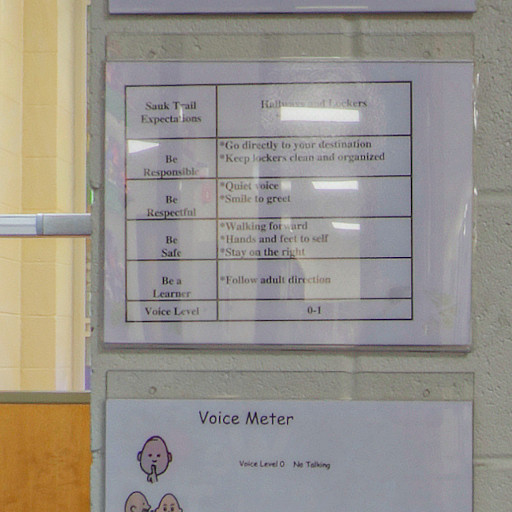 Sauk Trail Expectations
Hallways and Lockers
Be Responsible
*Go directly to your destination
*Keep lockers clean and organized
Be Respectful
*Quiet voice
*Smile to greet
Be Safe
*Walking forward
*Hands and feet to self
*Stay on the right
Be a Learner
*Follow adult direction
Voice Level
0-1
Voice Meter
Voice Level 0 No Talking